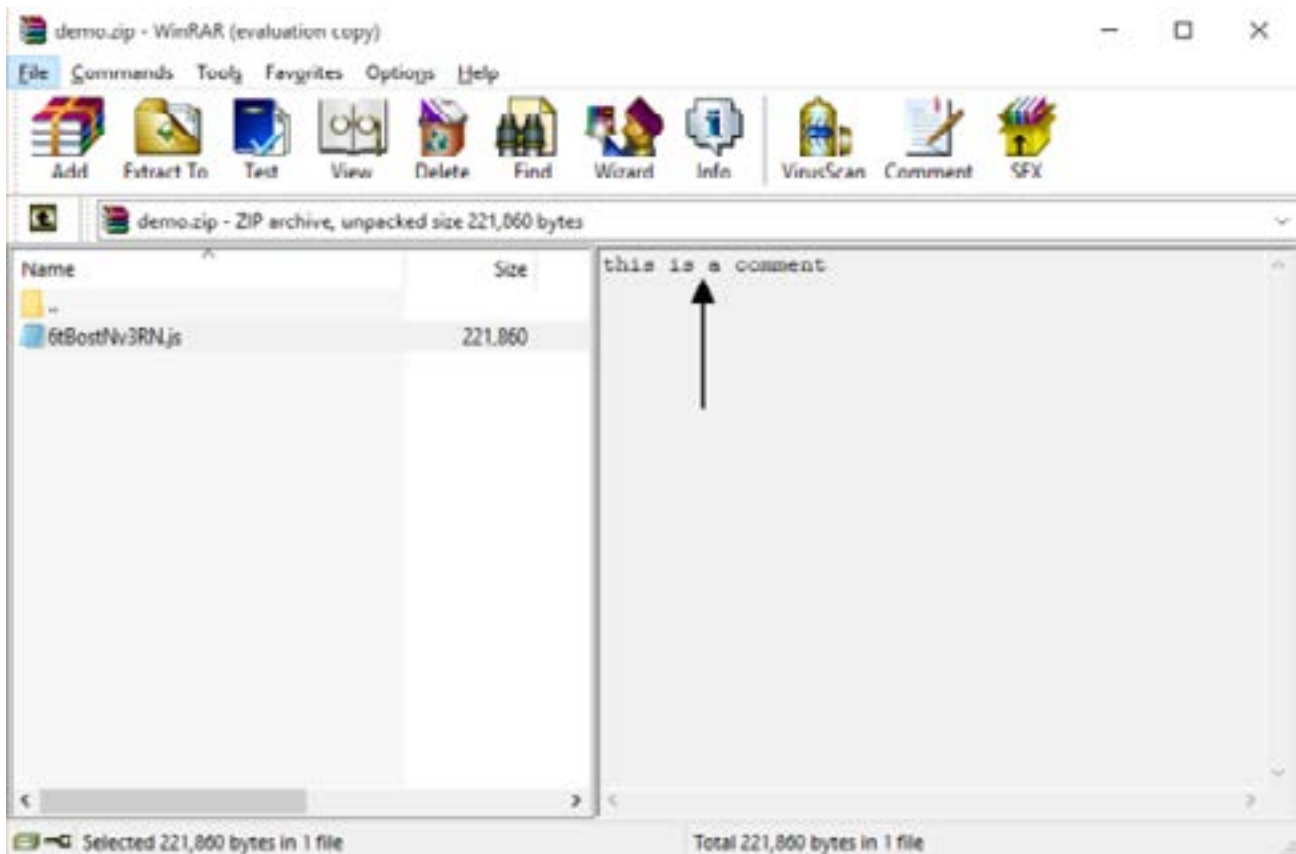 demo.zip - WinRAR (evaluation copy)
File Commands Tools Favorites Options Help
Add Extract To Test View Delete Find Wizard Info VirusScan Comment SFX
demo.zip - ZIP archive, unpacked size 221,860 bytes
Name Size
..
6tBostNv3RN.js 221,860
this is a comment
Selected 221,860 bytes in 1 file
Total 221,860 bytes in 1 file